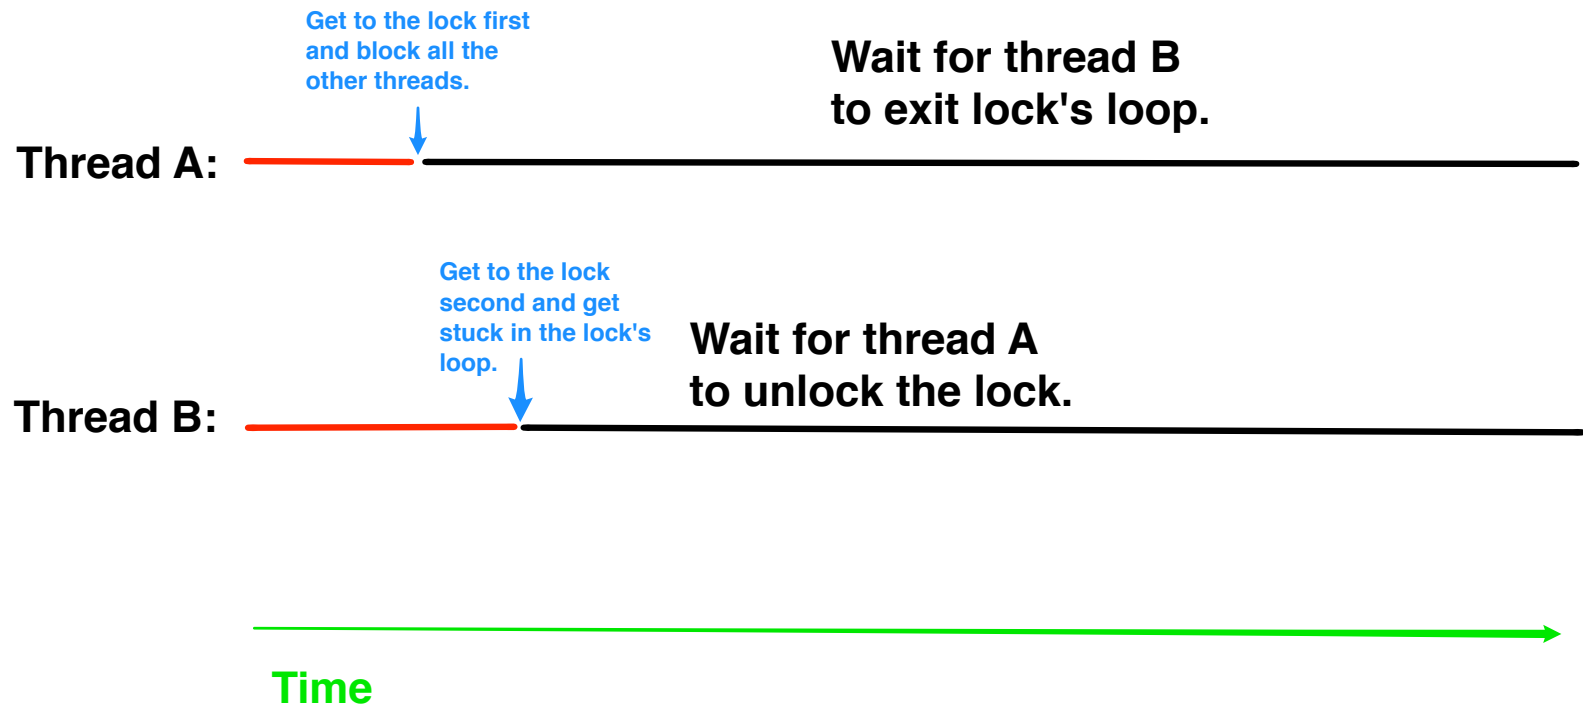 Get to the lock first
and block all the
other threads.
Wait for thread B
to exit lock's loop.
Thread A:
Get to the lock
second and get
stuck in the lock's
loop.
Wait for thread A
to unlock the lock.
Thread B:
Time